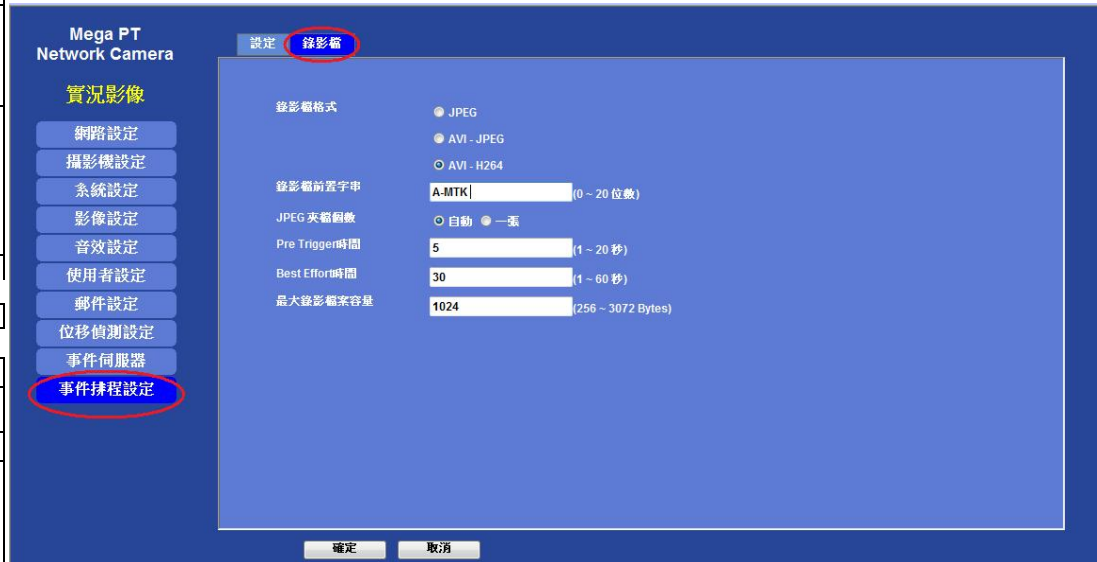 Mega PT
Network Camera
實況影像
網路設定
攝影機設定
系統設定
影像設定
音效設定
使用者設定
郵件設定
位移偵測設定
事件伺服器
事件排程設定
設定 錄影檔
錄影檔格式
JPEG
AVI - JPEG
AVI - H264
錄影檔前置字串 A-MTK (0 ~ 20 位數)
JPEG 夾檔個數 自動 一張
Pre Trigger時間 5 (1 ~ 20 秒)
Best Effort時間 30 (1 ~ 60 秒)
最大錄影檔案容量 1024 (256 ~ 3072 Bytes)
確定 取消